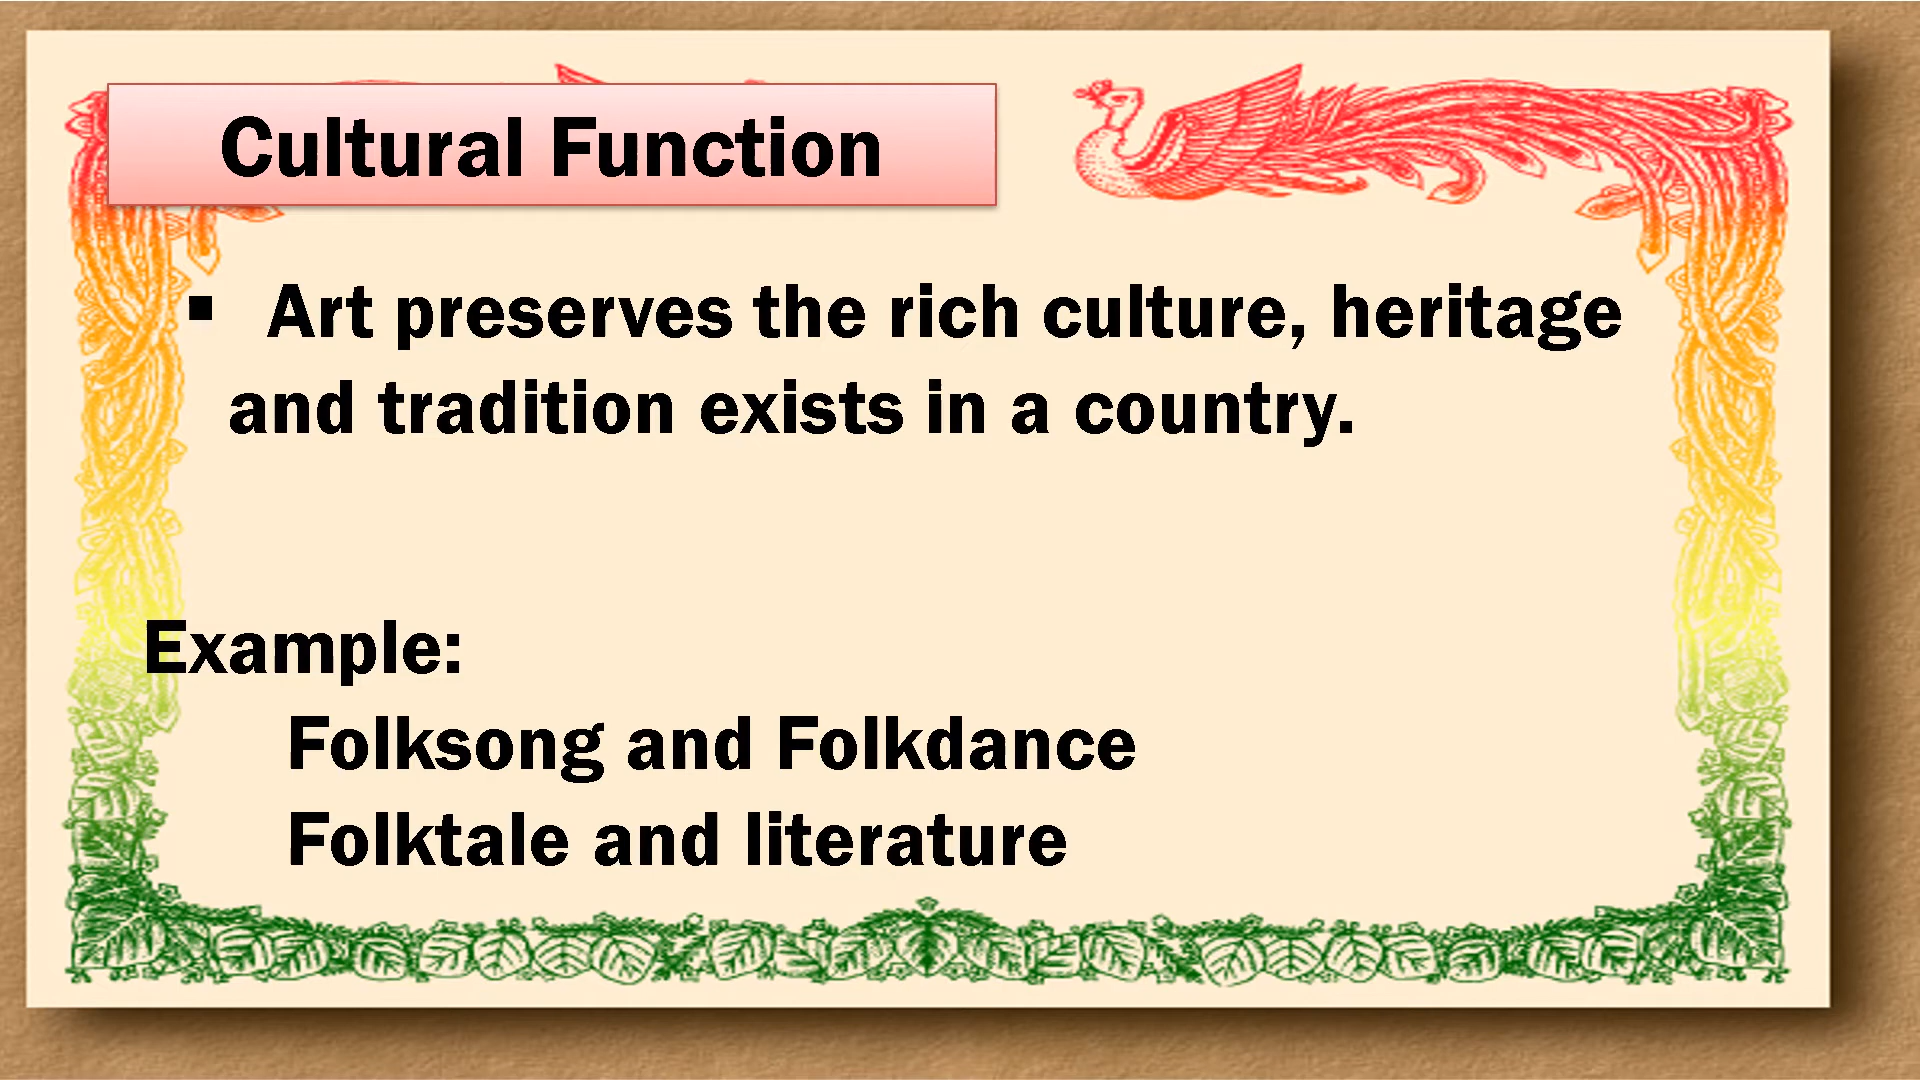 Cultural Function
▪ Art preserves the rich culture, heritage
and tradition exists in a country.
Example:
Folksong and Folkdance
Folktale and literature